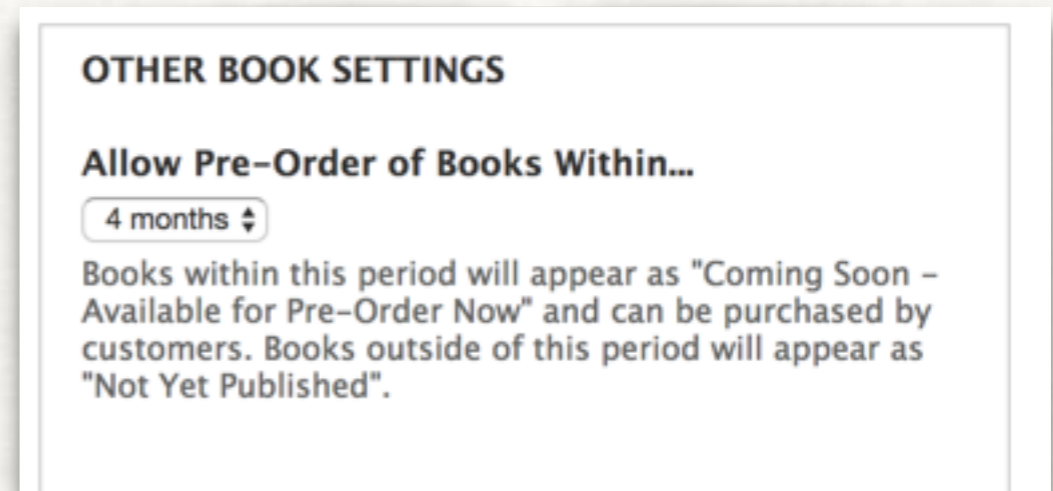 OTHER BOOK SETTINGS
Allow Pre-Order of Books Within...
4 months
Books within this period will appear as "Coming Soon -
Available for Pre-Order Now" and can be purchased by
customers. Books outside of this period will appear as
"Not Yet Published".